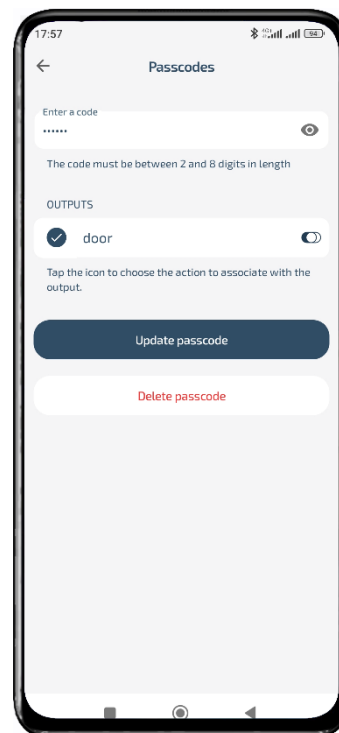 17:57
94
Passcodes
Enter a code
••••••
The code must be between 2 and 8 digits in length
OUTPUTS
door
Tap the icon to choose the action to associate with the
output.
Update passcode
Delete passcode